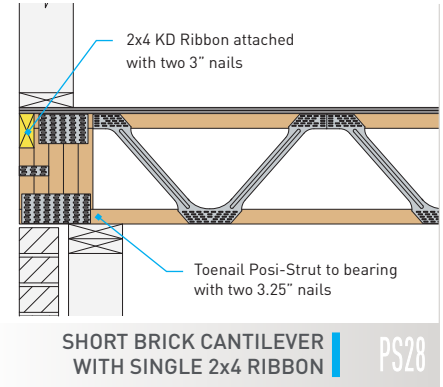 2x4 KD Ribbon attached
with two 3" nails
Toenail Posi-Strut to bearing
with two 3.25" nails
SHORT BRICK CANTILEVER
WITH SINGLE 2x4 RIBBON
PS28